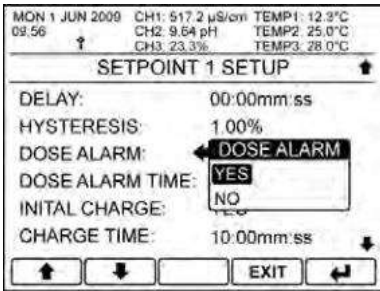 MON 1 JUN 2009 CH1: 517.2 µS/cm TEMP1: 12.3°C
09:56 CH2: 9.54 pH TEMP2: 25.0°C
CH3: 23.3% TEMP3: 28.0°C
SETPOINT 1 SETUP
DELAY: 00:00mm:ss
HYSTERESIS: 1.00%
DOSE ALARM: DOSE ALARM
DOSE ALARM TIME: YES
NO
INITAL CHARGE:
CHARGE TIME: 10:00mm:ss
EXIT